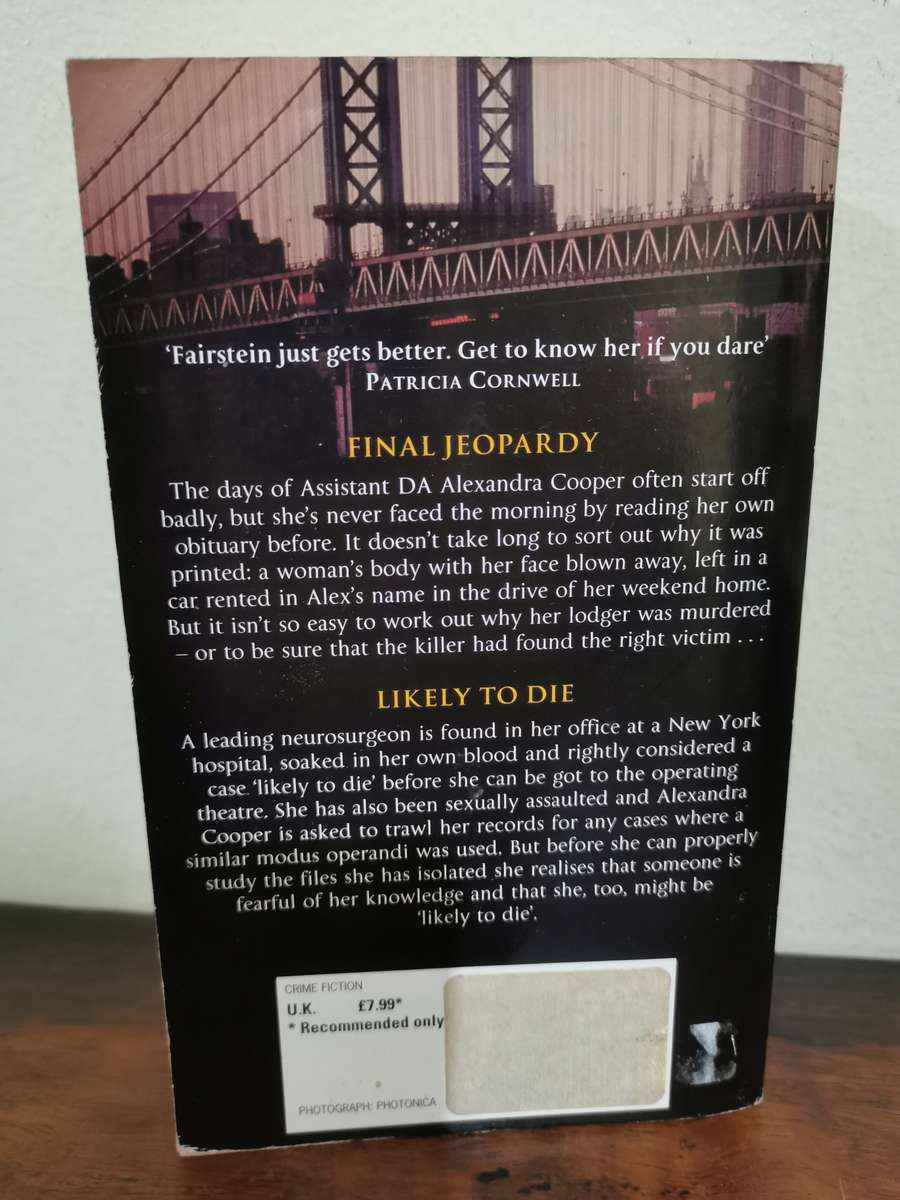 ‘Fairstein just gets better. Get to know her if you dare’
PATRICIA CORNWELL
FINAL JEOPARDY
The days of Assistant DA Alexandra Cooper often start off
badly, but she’s never faced the morning by reading her own
obituary before. It doesn’t take long to sort out why it was
printed: a woman’s body with her face blown away, left in a
car rented in Alex’s name in the drive of her weekend home.
But it isn’t so easy to work out why her lodger was murdered
– or to be sure that the killer had found the right victim . . .
LIKELY TO DIE
A leading neurosurgeon is found in her office at a New York
hospital, soaked in her own blood and rightly considered a
case ‘likely to die’ before she can be got to the operating
theatre. She has also been sexually assaulted and Alexandra
Cooper is asked to trawl her records for any cases where a
similar modus operandi was used. But before she can properly
study the files she has isolated she realises that someone is
fearful of her knowledge and that she, too, might be
‘likely to die’.
CRIME FICTION
U.K. £7.99*
* Recommended only
PHOTOGRAPH: PHOTONICA